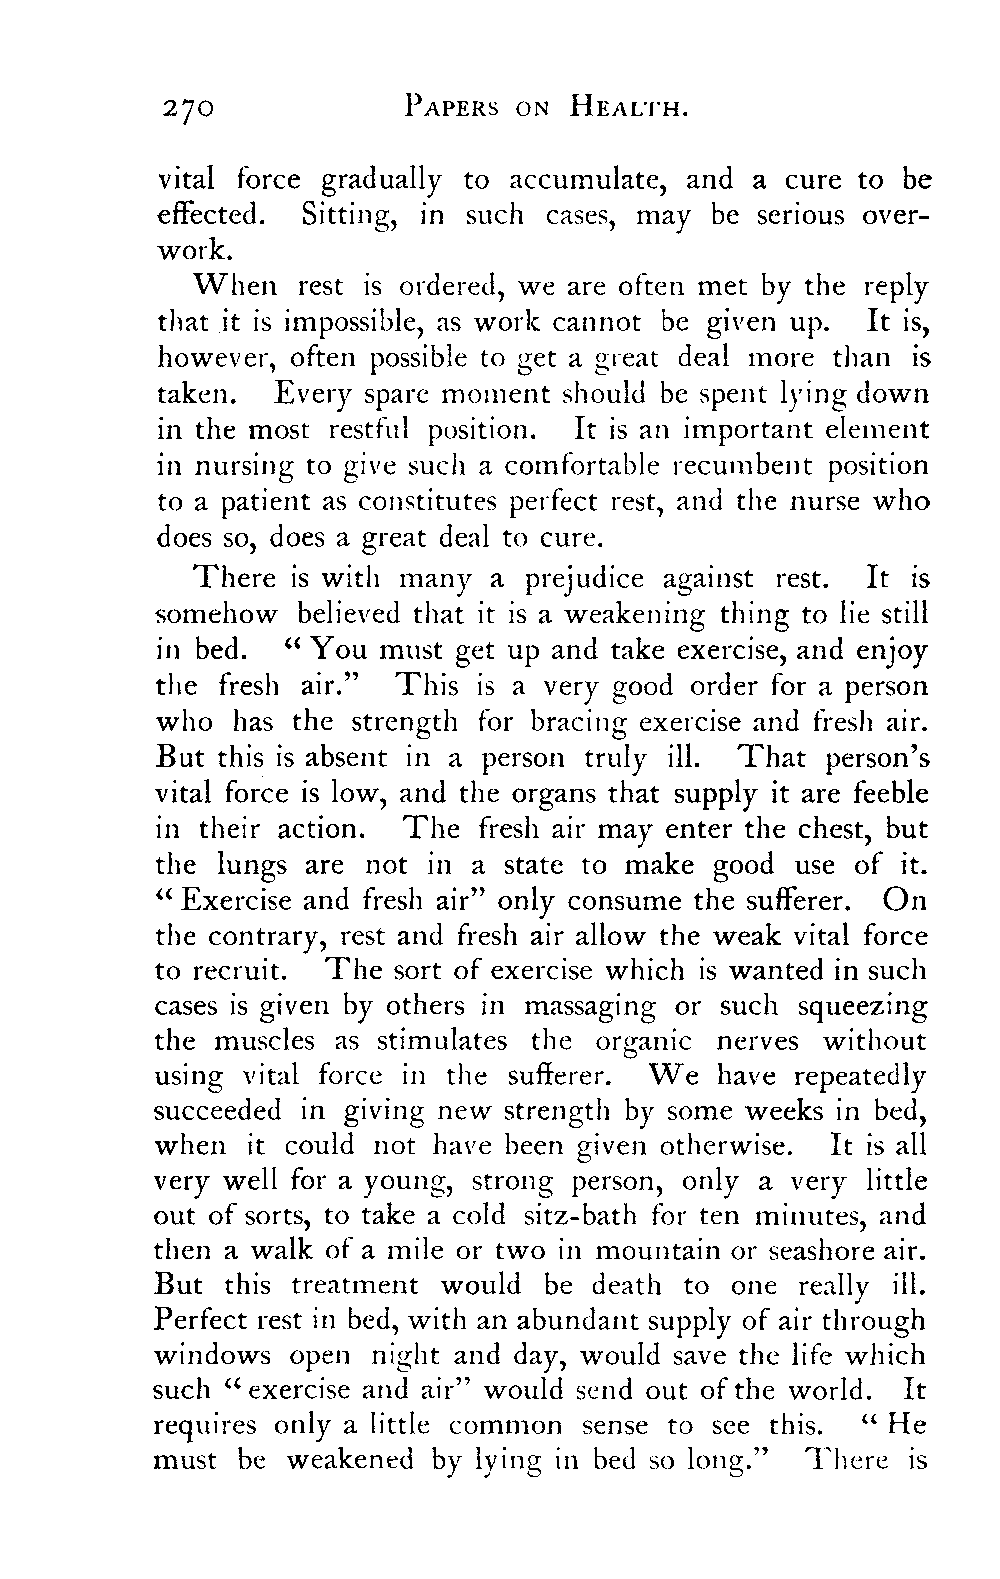 270 PAPERS ON HEALTH.
vital force gradually to accumulate, and a cure to be
effected. Sitting, in such cases, may be serious over-
work.
When rest is ordered, we are often met by the reply
that it is impossible, as work cannot be given up. It is,
however, often possible to get a great deal more than is
taken. Every spare moment should be spent lying down
in the most restful position. It is an important element
in nursing to give such a comfortable recumbent position
to a patient as constitutes perfect rest, and the nurse who
does so, does a great deal to cure.
There is with many a prejudice against rest. It is
somehow believed that it is a weakening thing to lie still
in bed. “You must get up and take exercise, and enjoy
the fresh air.” This is a very good order for a person
who has the strength for bracing exercise and fresh air.
But this is absent in a person truly ill. That person’s
vital force is low, and the organs that supply it are feeble
in their action. The fresh air may enter the chest, but
the lungs are not in a state to make good use of it.
“Exercise and fresh air” only consume the sufferer. On
the contrary, rest and fresh air allow the weak vital force
to recruit. The sort of exercise which is wanted in such
cases is given by others in massaging or such squeezing
the muscles as stimulates the organic nerves without
using vital force in the sufferer. We have repeatedly
succeeded in giving new strength by some weeks in bed,
when it could not have been given otherwise. It is all
very well for a young, strong person, only a very little
out of sorts, to take a cold sitz-bath for ten minutes, and
then a walk of a mile or two in mountain or seashore air.
But this treatment would be death to one really ill.
Perfect rest in bed, with an abundant supply of air through
windows open night and day, would save the life which
such “exercise and air” would send out of the world. It
requires only a little common sense to see this. “He
must be weakened by lying in bed so long.” There is